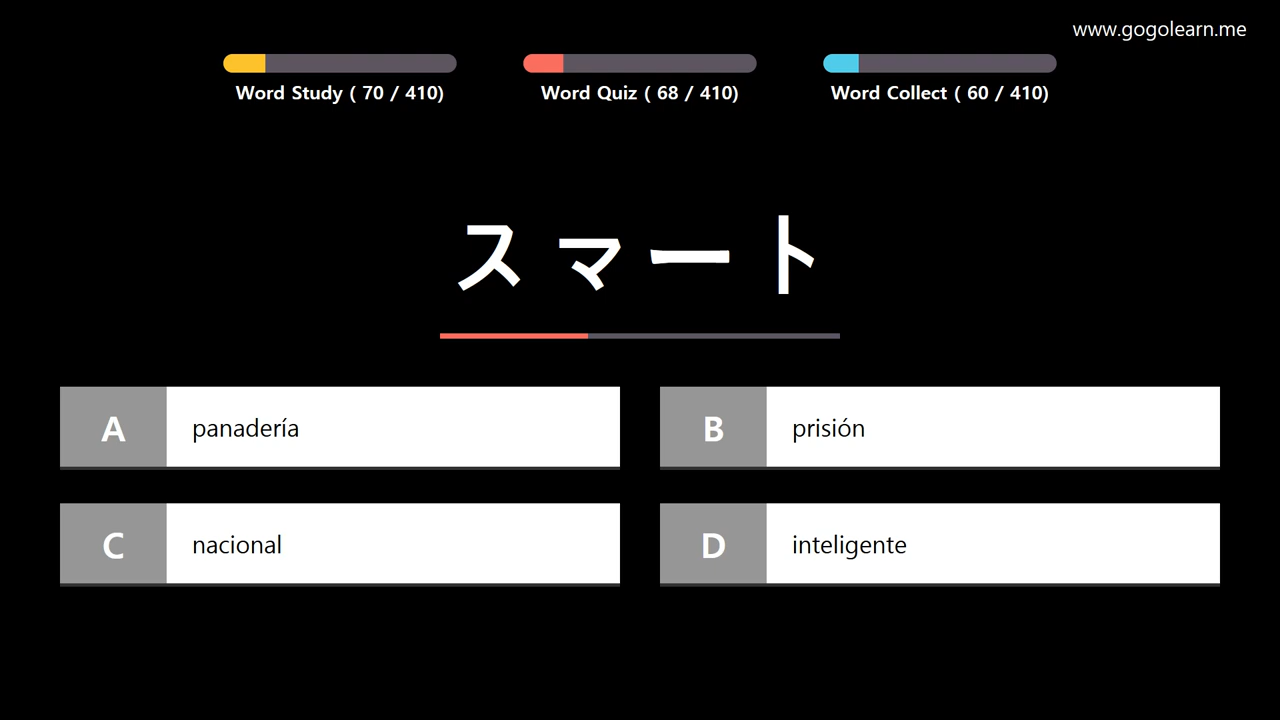 www.gogolearn.me
Word Study ( 70 / 410)
Word Quiz ( 68 / 410)
Word Collect ( 60 / 410)
スマート
A panadería
B prisión
C nacional
D inteligente